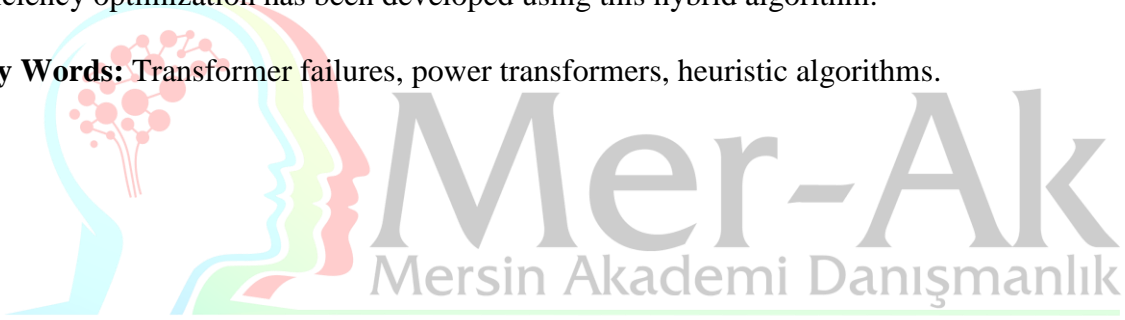 optimization has been developed using this hybrid algorithm.
Words: Transformer failures, power transformers, heuristic algorithms.
Mer-Ak
Mersin Akademi Danışmanlık